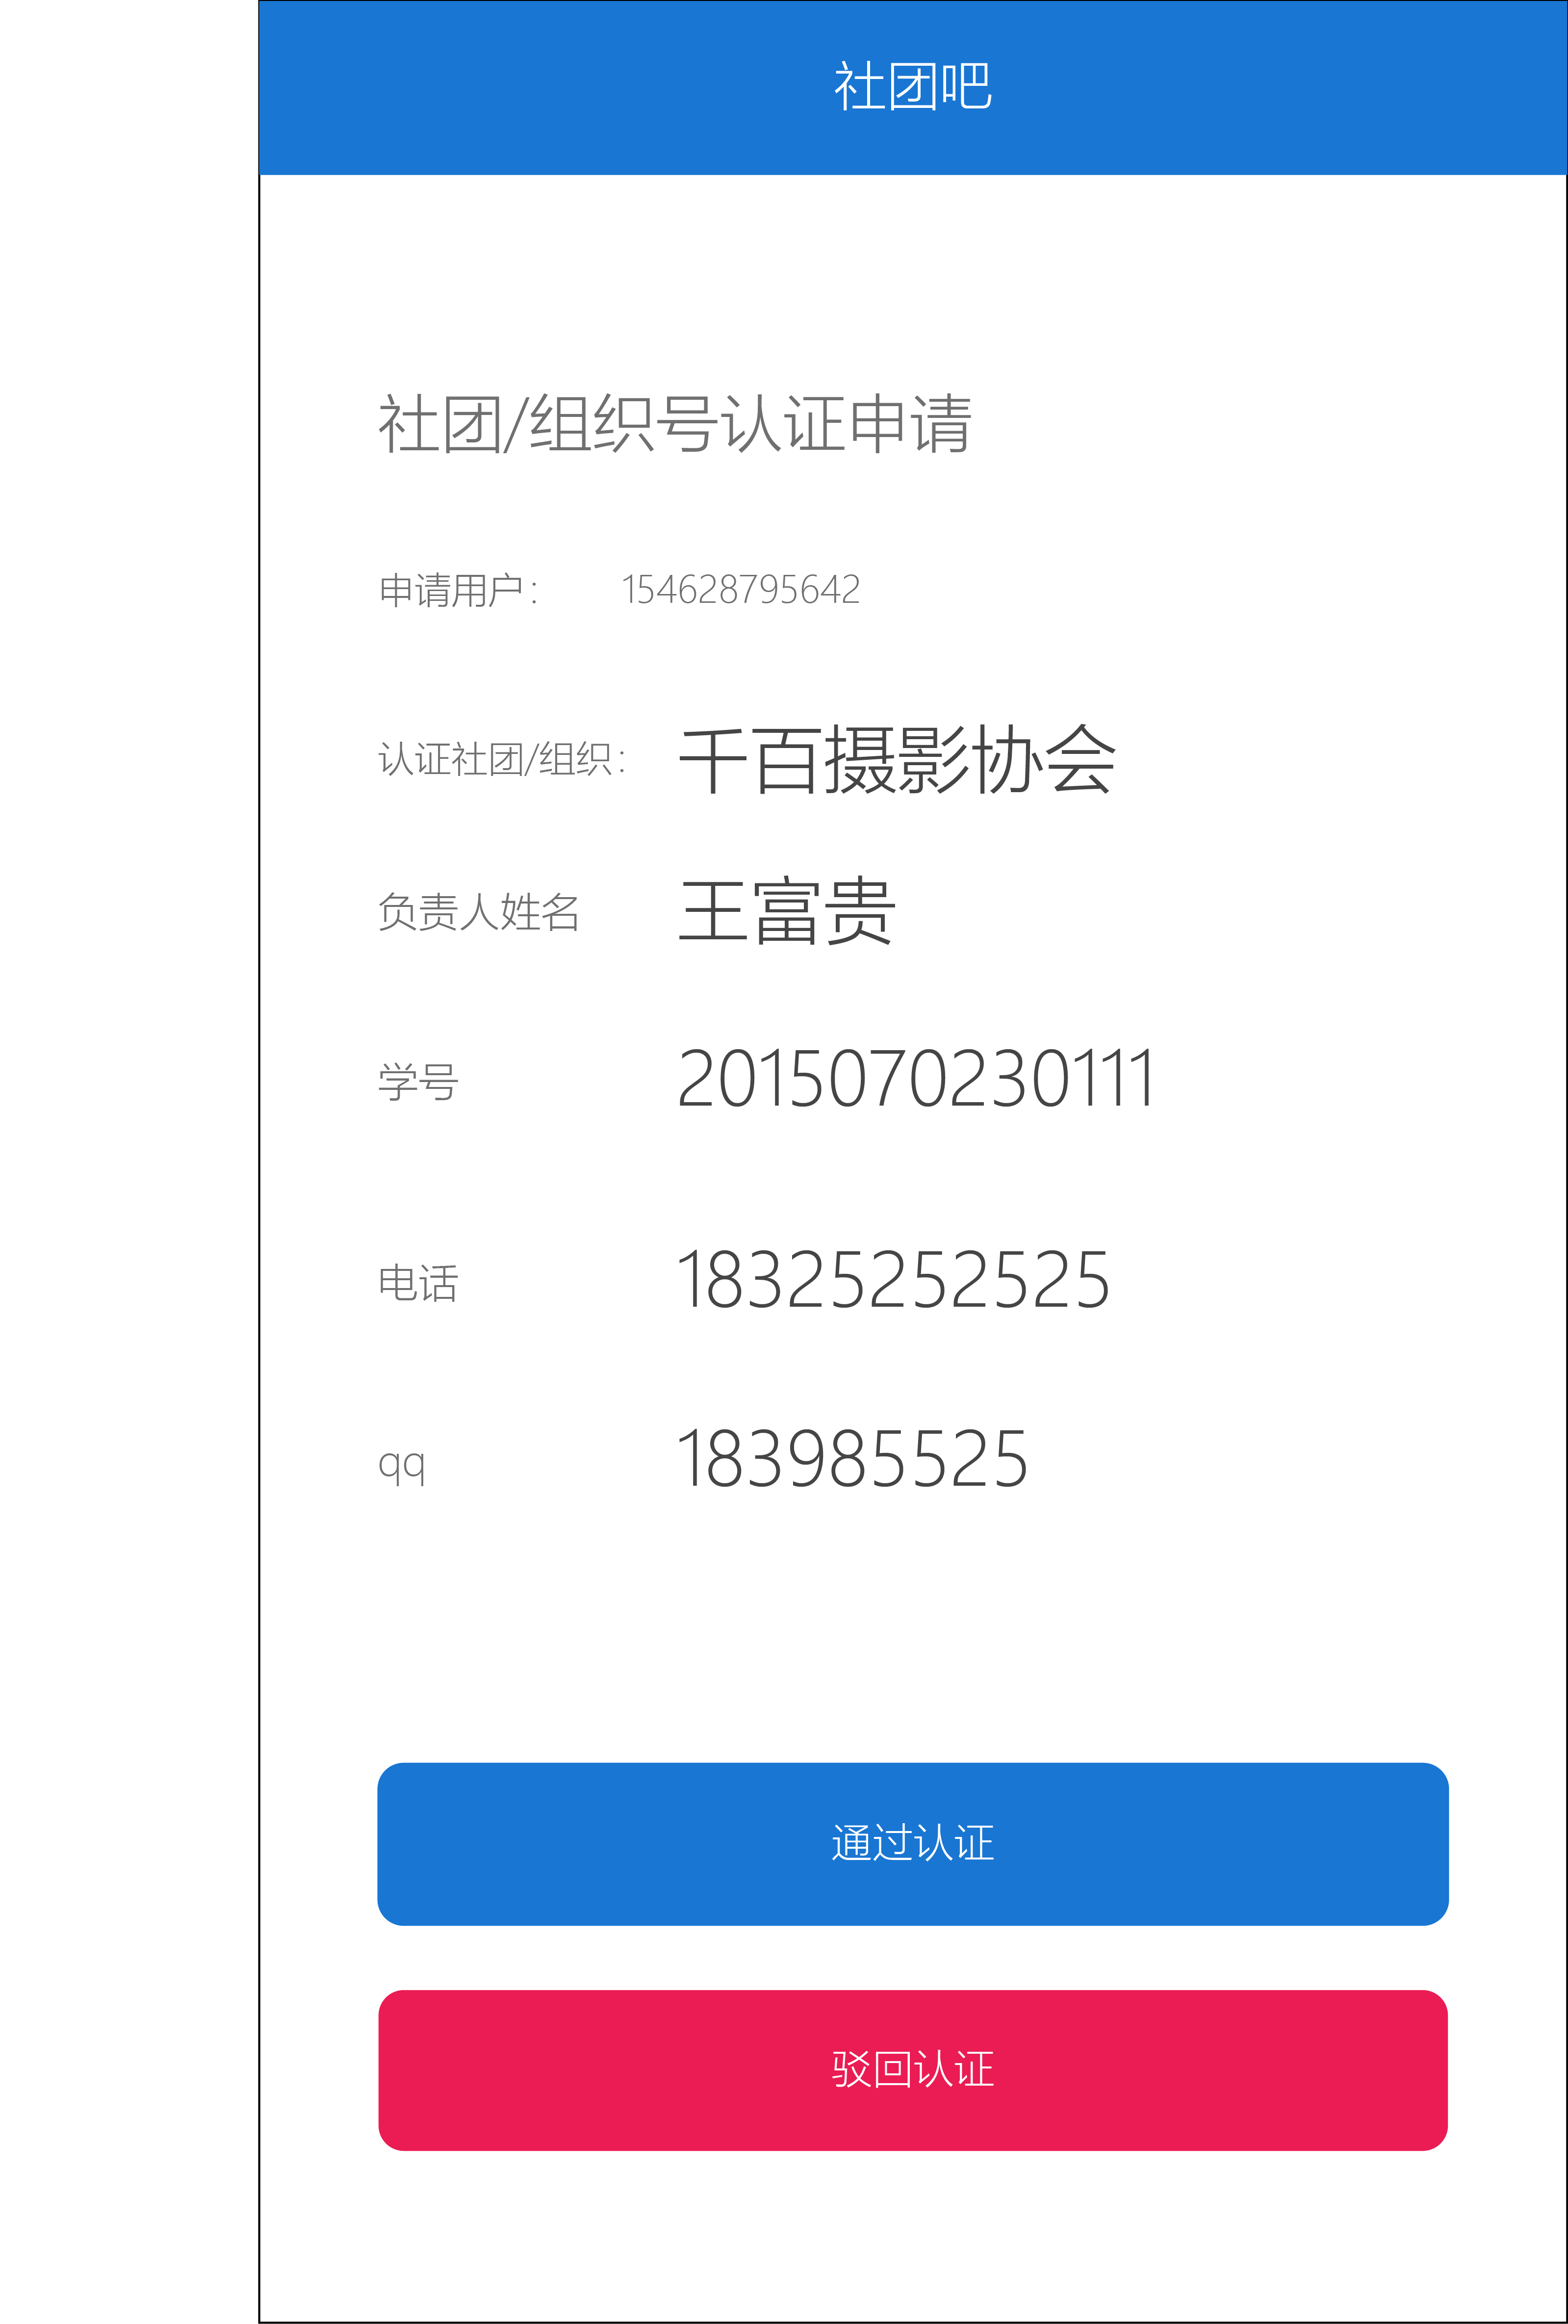 社团吧
社团/组织号认证申请
申请用户： 154628795642
认证社团/组织： 千百摄影协会
负责人姓名 王富贵
学号 2015070230111
电话 18325252525
qq 183985525
通过认证
驳回认证